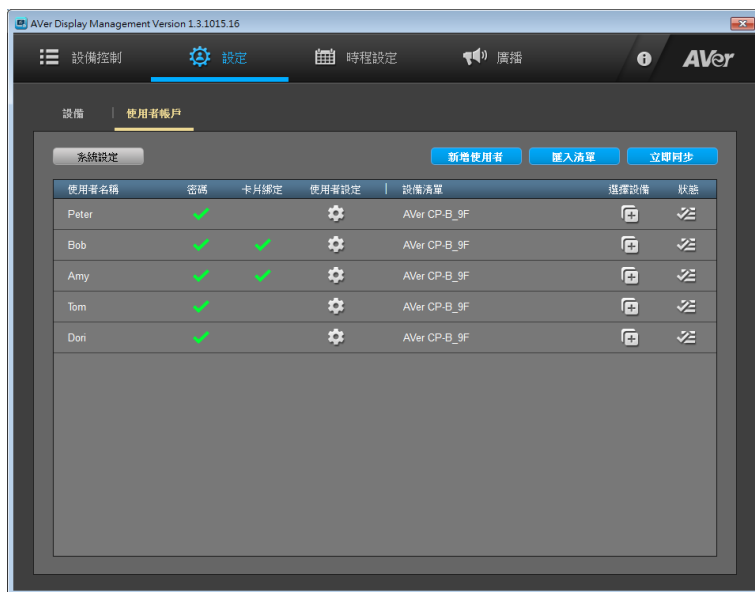 AVer Display Management Version 1.3.1015.16
設備控制 設定 時程設定 廣播 AVer
設備 | 使用者帳戶
系統設定 新增使用者 匯入清單 立即同步
使用者名稱 密碼 卡片綁定 使用者設定 | 設備清單 選擇設備 狀態
Peter AVer CP-B_9F
Bob AVer CP-B_9F
Amy AVer CP-B_9F
Tom AVer CP-B_9F
Dori AVer CP-B_9F